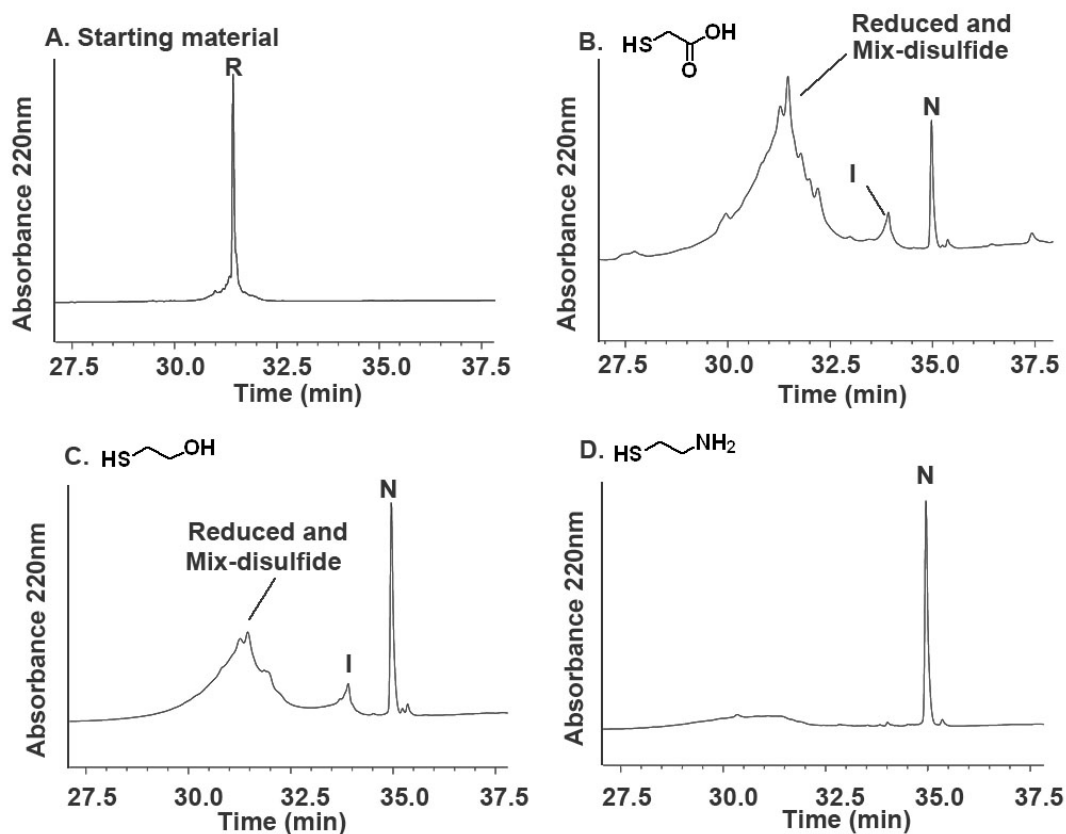 A. Starting material
R
Absorbance 220nm
27.5 30.0 32.5 35.0 37.5
Time (min)
B. HS OH
O
Reduced and
Mix-disulfide
N
I
Absorbance 220nm
27.5 30.0 32.5 35.0 37.5
Time (min)
C. HS OH
N
Reduced and
Mix-disulfide
I
Absorbance 220nm
27.5 30.0 32.5 35.0 37.5
Time (min)
D. HS NH2
N
Absorbance 220nm
27.5 30.0 32.5 35.0 37.5
Time (min)